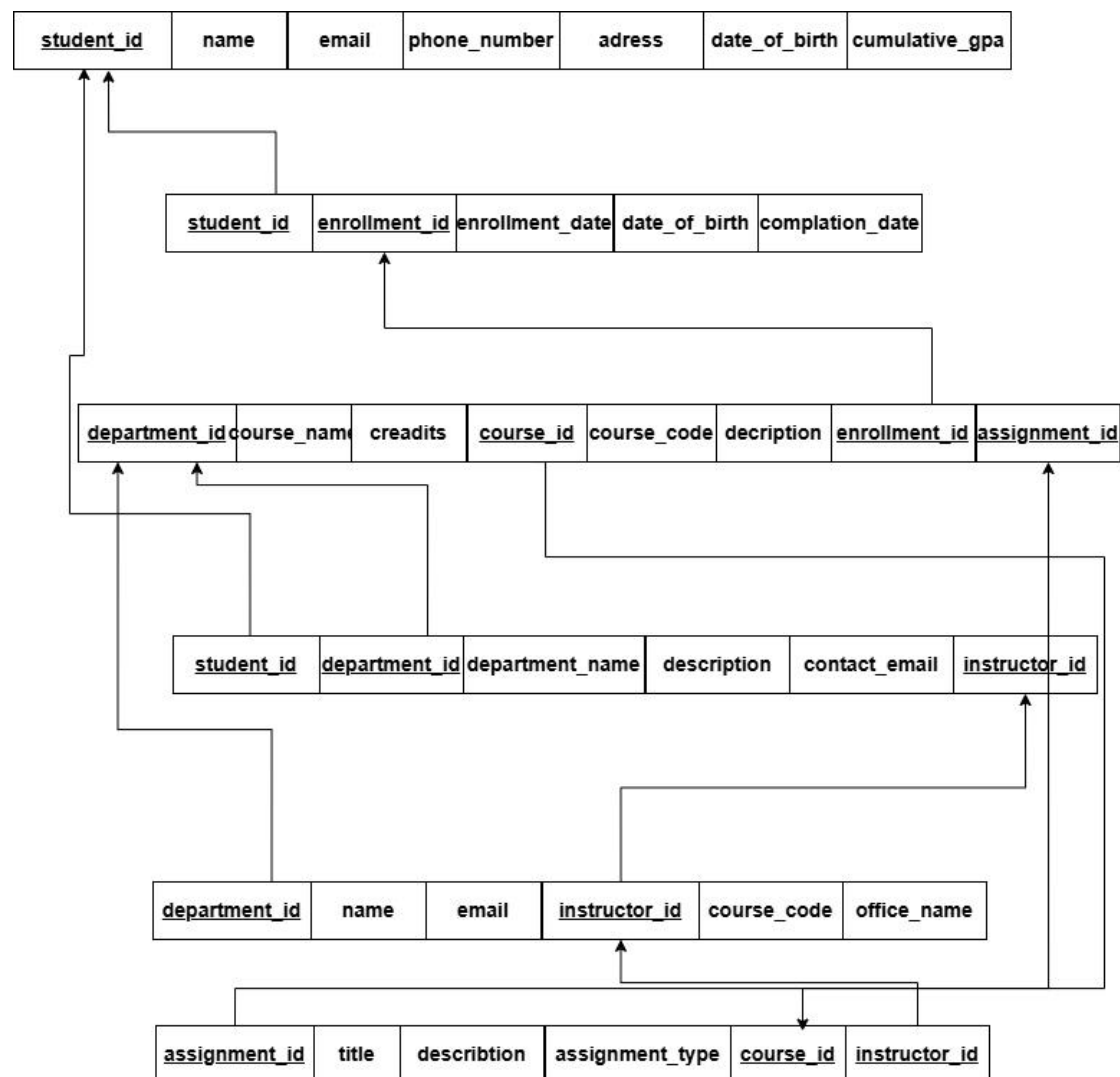 student_id name email phone_number adress date_of_birth cumulative_gpa
student_id enrollment_id enrollment_date date_of_birth complation_date
department_id course_name creadits course_id course_code decription enrollment_id assignment_id
student_id department_id department_name description contact_email instructor_id
department_id name email instructor_id course_code office_name
assignment_id title describtion assignment_type course_id instructor_id